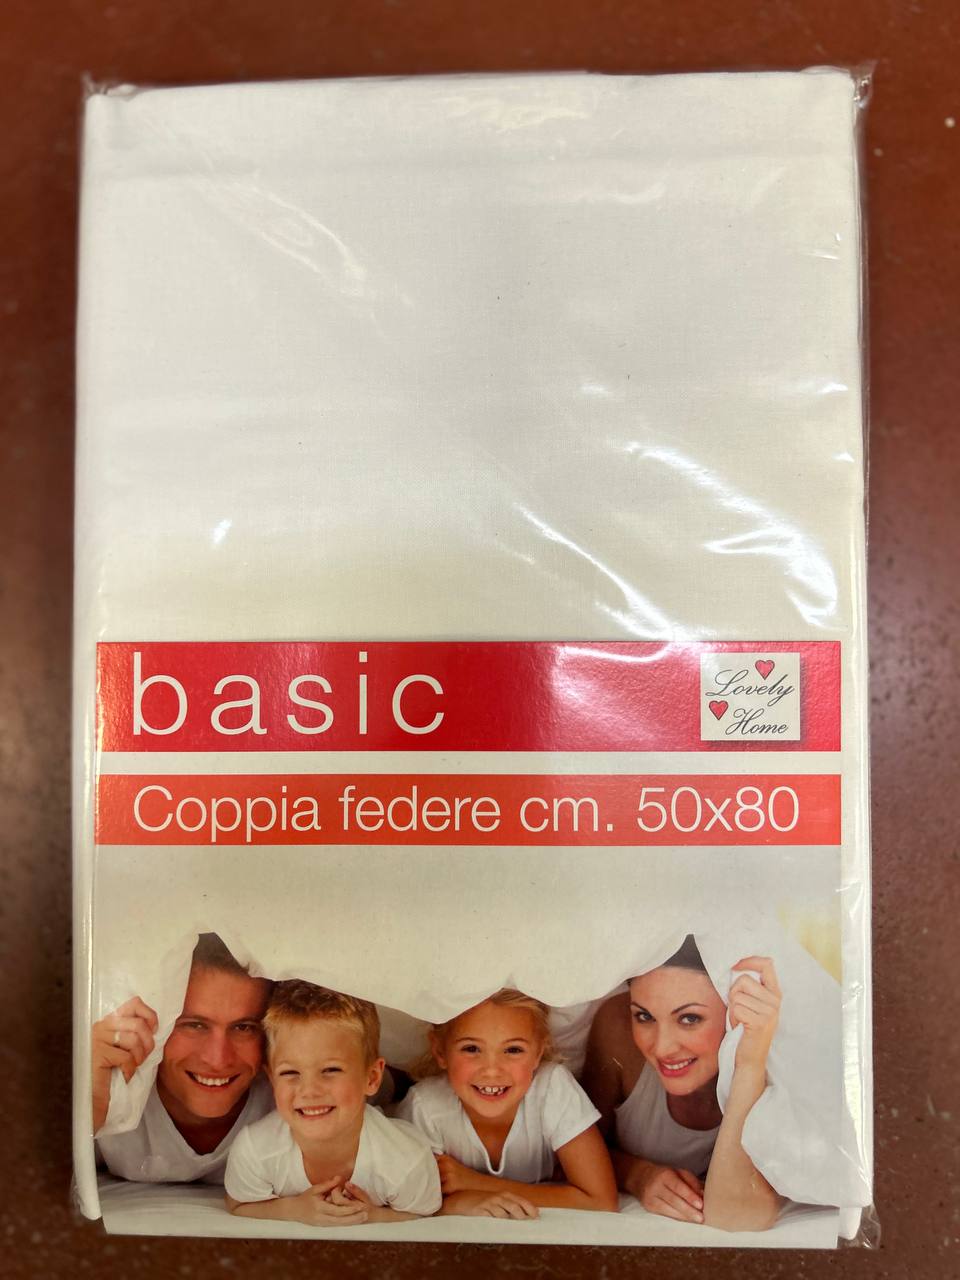 basic
Lovely
Home
Coppia federe cm. 50x80